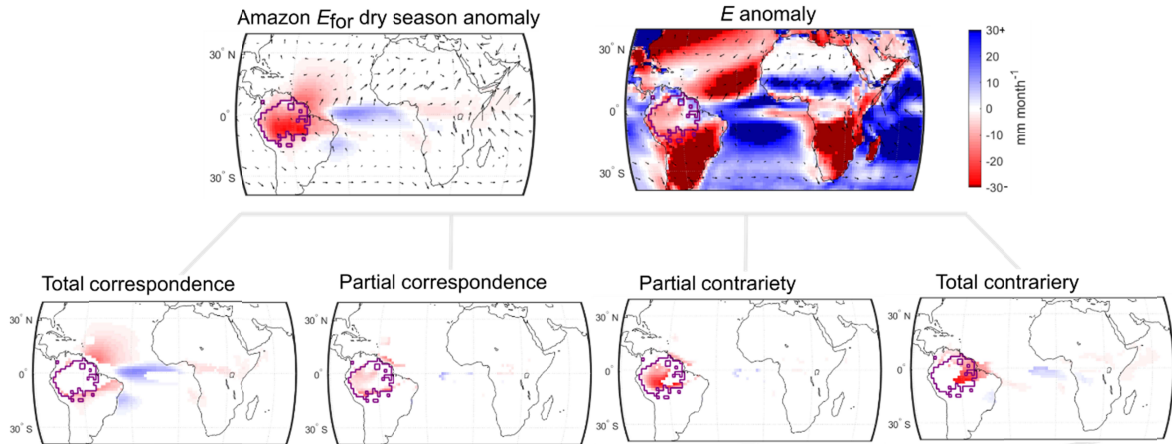 Amazon Efor dry season anomaly
E anomaly
30° N
0°
30° S
30° N
0°
30° S
30+
20
10
0
-10
-20
30-
mm month⁻¹
Total correspondence
Partial correspondence
Partial contrariety
Total contrariery
30° N
0°
30° S
30° N
0°
30° S
30° N
0°
30° S
30° N
0°
30° S